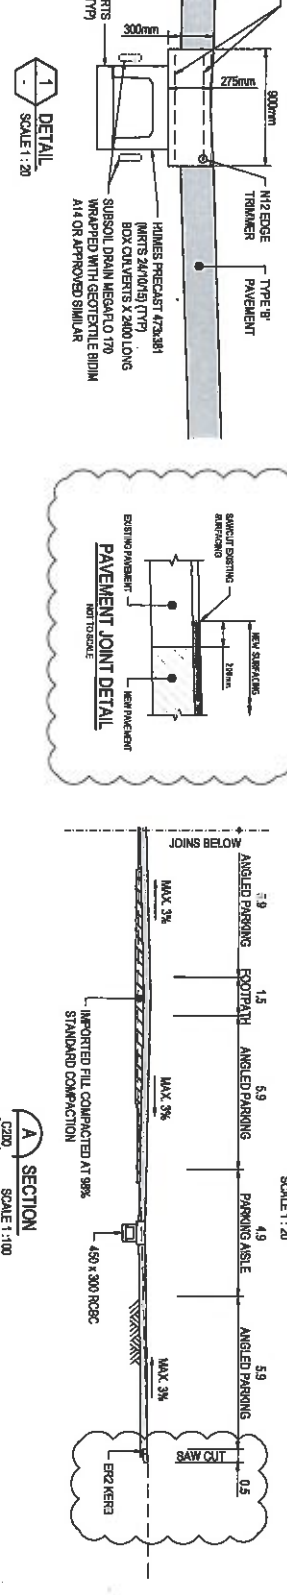 300mm
275mm
900mm
N12 EDGE
TRIMMER
TYPE 'B'
PAVEMENT
HUMES PRECAST 473x381
(MRTS 24/10/15) (TYP)
BOX CULVERTS X 2400 LONG
SUBSOIL DRAIN MEGAFLO 170
WRAPPED WITH GEOTEXTILE BIDIM
A14 OR APPROVED SIMILAR
RTS
TYP)
1
-
DETAIL
SCALE 1 : 20
SAWCUT EXISTING
SURFACING
NEW SURFACING
200mm
EXISTING PAVEMENT
NEW PAVEMENT
PAVEMENT JOINT DETAIL
NOT TO SCALE
SCALE 1 : 20
JOINS BELOW
5.9
ANGLED PARKING
1.5
FOOTPATH
5.9
ANGLED PARKING
4.9
PARKING AISLE
5.9
ANGLED PARKING
0.5
SAW CUT
MAX. 3%
MAX. 3%
MAX. 3%
IMPORTED FILL COMPACTED AT 98%
STANDARD COMPACTION
450 x 300 RCBC
ER2 KERB
A
C200
SECTION
SCALE 1 :100